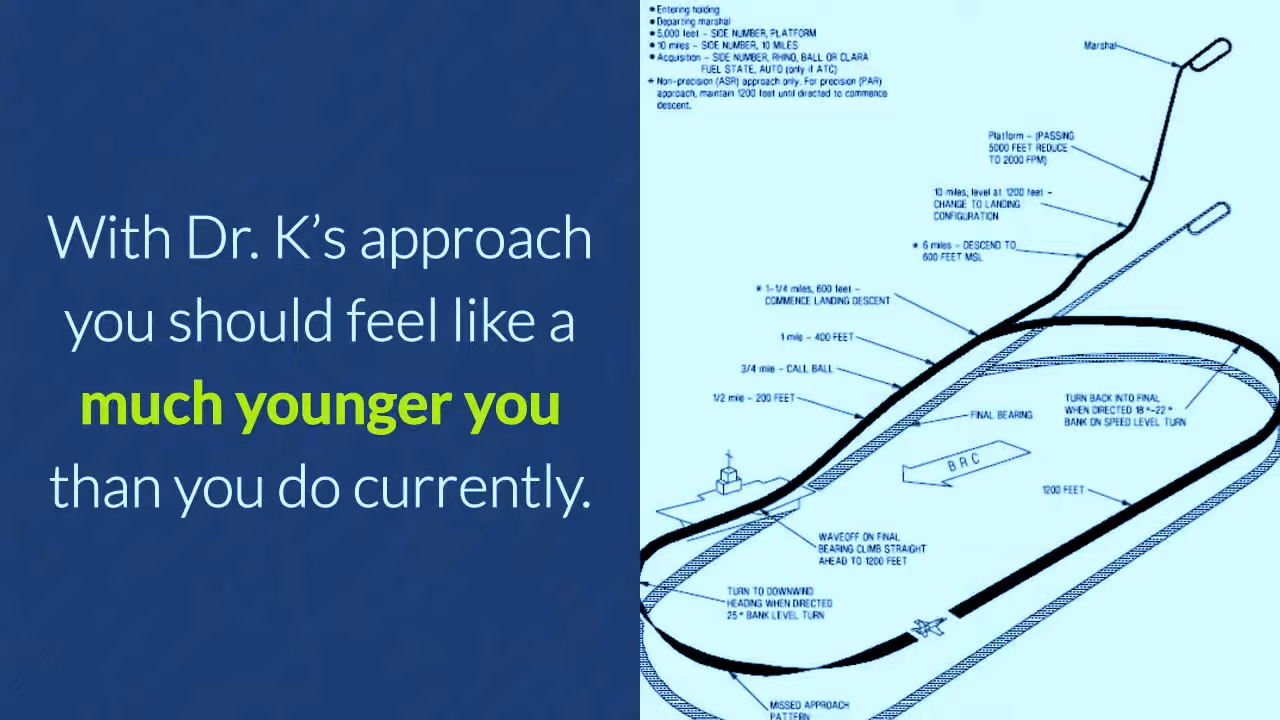 With Dr. K’s approach
you should feel like a
much younger you
than you do currently.
* Entering holding
* Departing marshal
* 5,000 feet - SIDE NUMBER, PLATFORM
* 10 miles - SIDE NUMBER, 10 MILES
* Acquisition - SIDE NUMBER, RHINO, BALL OR CLARA
FUEL STATE, AUTO (only if ATC)
* Non-precision (ASR) approach only. For precision (PAR)
approach, maintain 1200 feet until directed to commence
descent.
Marshal
Platform - (PASSING
5000 FEET REDUCE
TO 2000 FPM)
10 miles, level at 1200 feet -
CHANGE TO LANDING
CONFIGURATION
* 6 miles - DESCEND TO
600 FEET MSL
* 1-1/4 miles, 600 feet -
COMMENCE LANDING DESCENT
1 mile - 400 FEET
3/4 mile - CALL BALL
1/2 mile - 200 FEET
TURN BACK INTO FINAL
WHEN DIRECTED 18°-22°
BANK ON SPEED LEVEL TURN
FINAL BEARING
BRC
1200 FEET
WAVEOFF ON FINAL
BEARING CLIMB STRAIGHT
AHEAD TO 1200 FEET
TURN TO DOWNWIND
HEADING WHEN DIRECTED
25° BANK LEVEL TURN
MISSED APPROACH
PATTERN